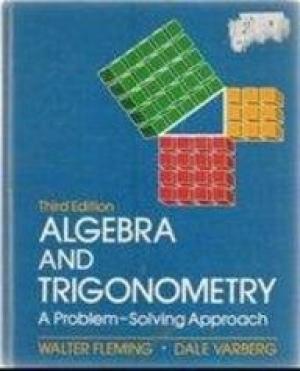 Third Edition
ALGEBRA
AND
TRIGONOMETRY
A Problem-Solving Approach
WALTER FLEMING • DALE VARBERG